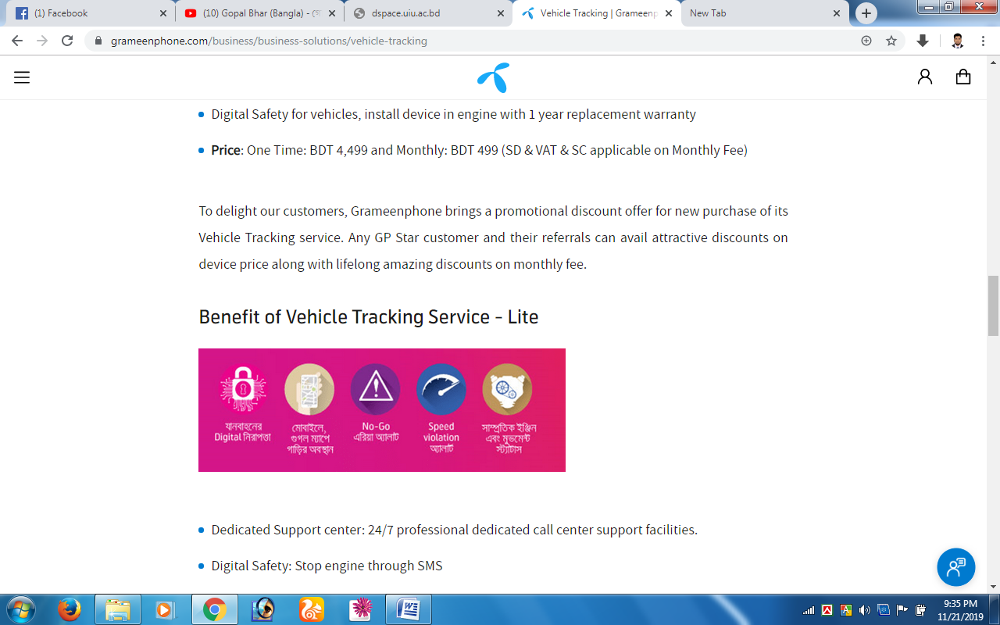 (1) Facebook
(10) Gopal Bhar (Bangla) - (
dspace.uiu.ac.bd
Vehicle Tracking | Grameenp
New Tab
grameenphone.com/business/business-solutions/vehicle-tracking
Digital Safety for vehicles, install device in engine with 1 year replacement warranty
Price: One Time: BDT 4,499 and Monthly: BDT 499 (SD & VAT & SC applicable on Monthly Fee)
To delight our customers, Grameenphone brings a promotional discount offer for new purchase of its
Vehicle Tracking service. Any GP Star customer and their referrals can avail attractive discounts on
device price along with lifelong amazing discounts on monthly fee.
Benefit of Vehicle Tracking Service - Lite
যানবাহনের
Digital নিরাপত্তা
মোবাইলে,
গুগল ম্যাপে
গাড়ির অবস্থান
No-Go
এরিয়া অ্যালার্ট
Speed
violation
অ্যালার্ট
সাম্প্রতিক ইঞ্জিন
এবং মুভমেন্ট
স্ট্যাটাস
Dedicated Support center: 24/7 professional dedicated call center support facilities.
Digital Safety: Stop engine through SMS
9:35 PM
11/21/2019